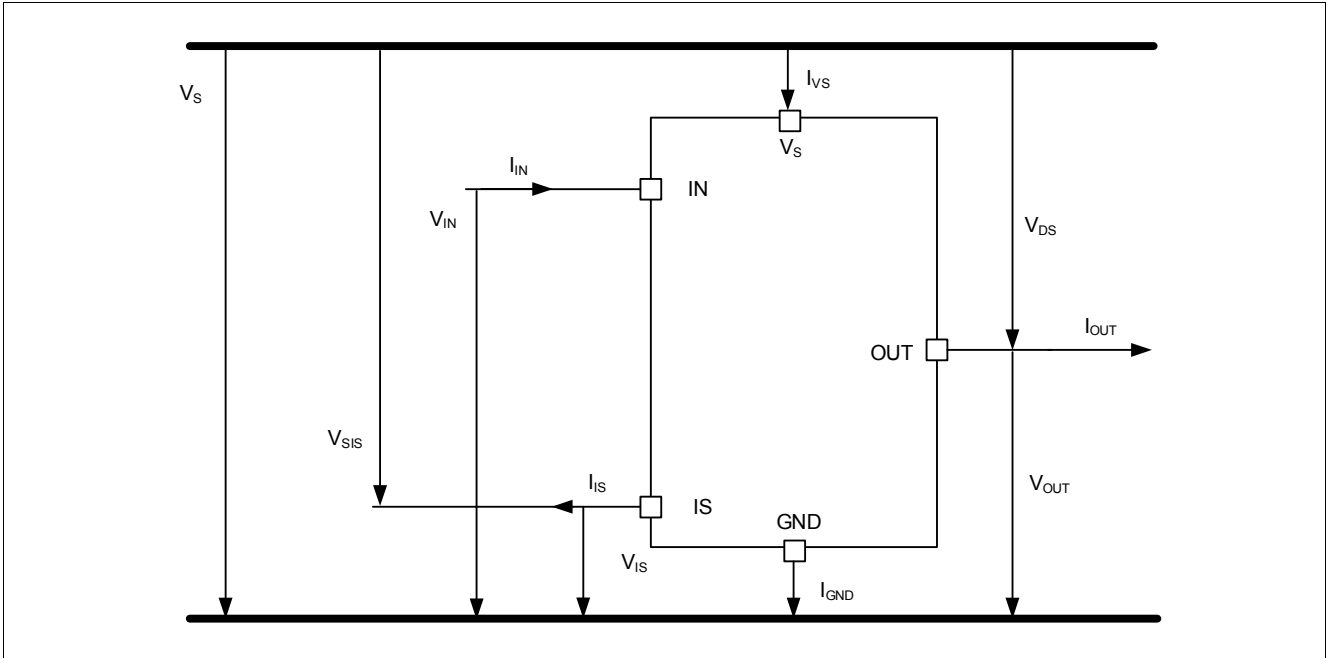 I_VS
V_S
V_S
I_IN
IN
V_IN
V_DS
I_OUT
OUT
V_SIS
I_IS
IS
V_OUT
GND
V_IS
I_GND